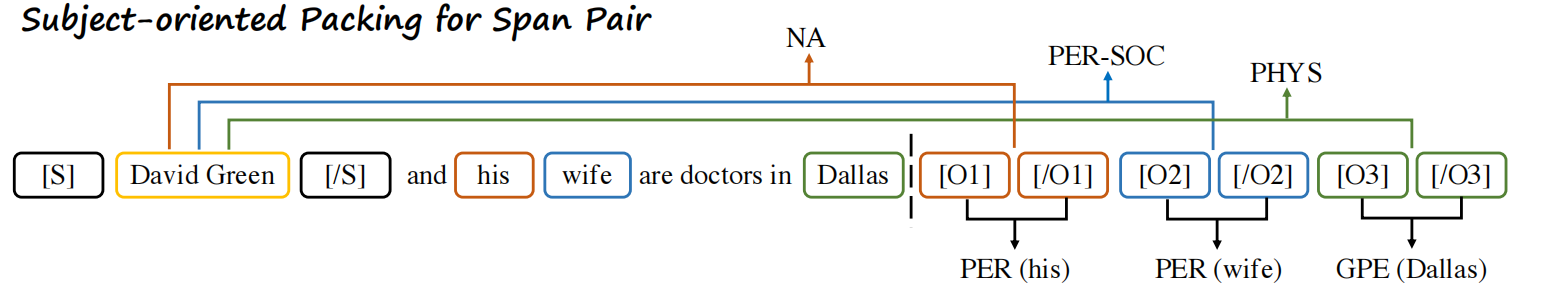 Subject-oriented Packing for Span Pair
NA
PER-SOC
PHYS
[S] David Green [/S] and his wife are doctors in Dallas [O1] [/O1] [O2] [/O2] [O3] [/O3]
PER (his) PER (wife) GPE (Dallas)